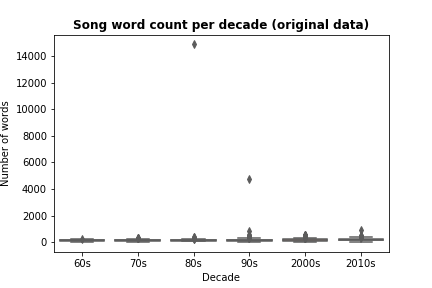 Song word count per decade (original data)
Number of words
14000
12000
10000
8000
6000
4000
2000
0
60s 70s 80s 90s 2000s 2010s
Decade